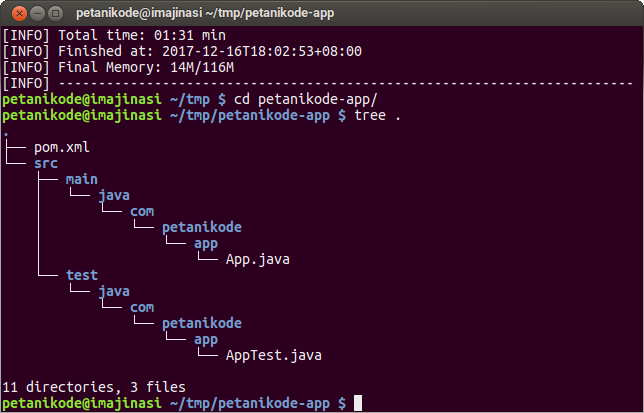 petanikode@imajinasi ~/tmp/petanikode-app
[INFO] Total time: 01:31 min
[INFO] Finished at: 2017-12-16T18:02:53+08:00
[INFO] Final Memory: 14M/116M
[INFO] ------------------------------------------------------------------------
petanikode@imajinasi ~/tmp $ cd petanikode-app/
petanikode@imajinasi ~/tmp/petanikode-app $ tree .
.
├── pom.xml
└── src
    ├── main
    │   └── java
    │       └── com
    │           └── petanikode
    │               └── app
    │                   └── App.java
    └── test
        └── java
            └── com
                └── petanikode
                    └── app
                        └── AppTest.java
11 directories, 3 files
petanikode@imajinasi ~/tmp/petanikode-app $